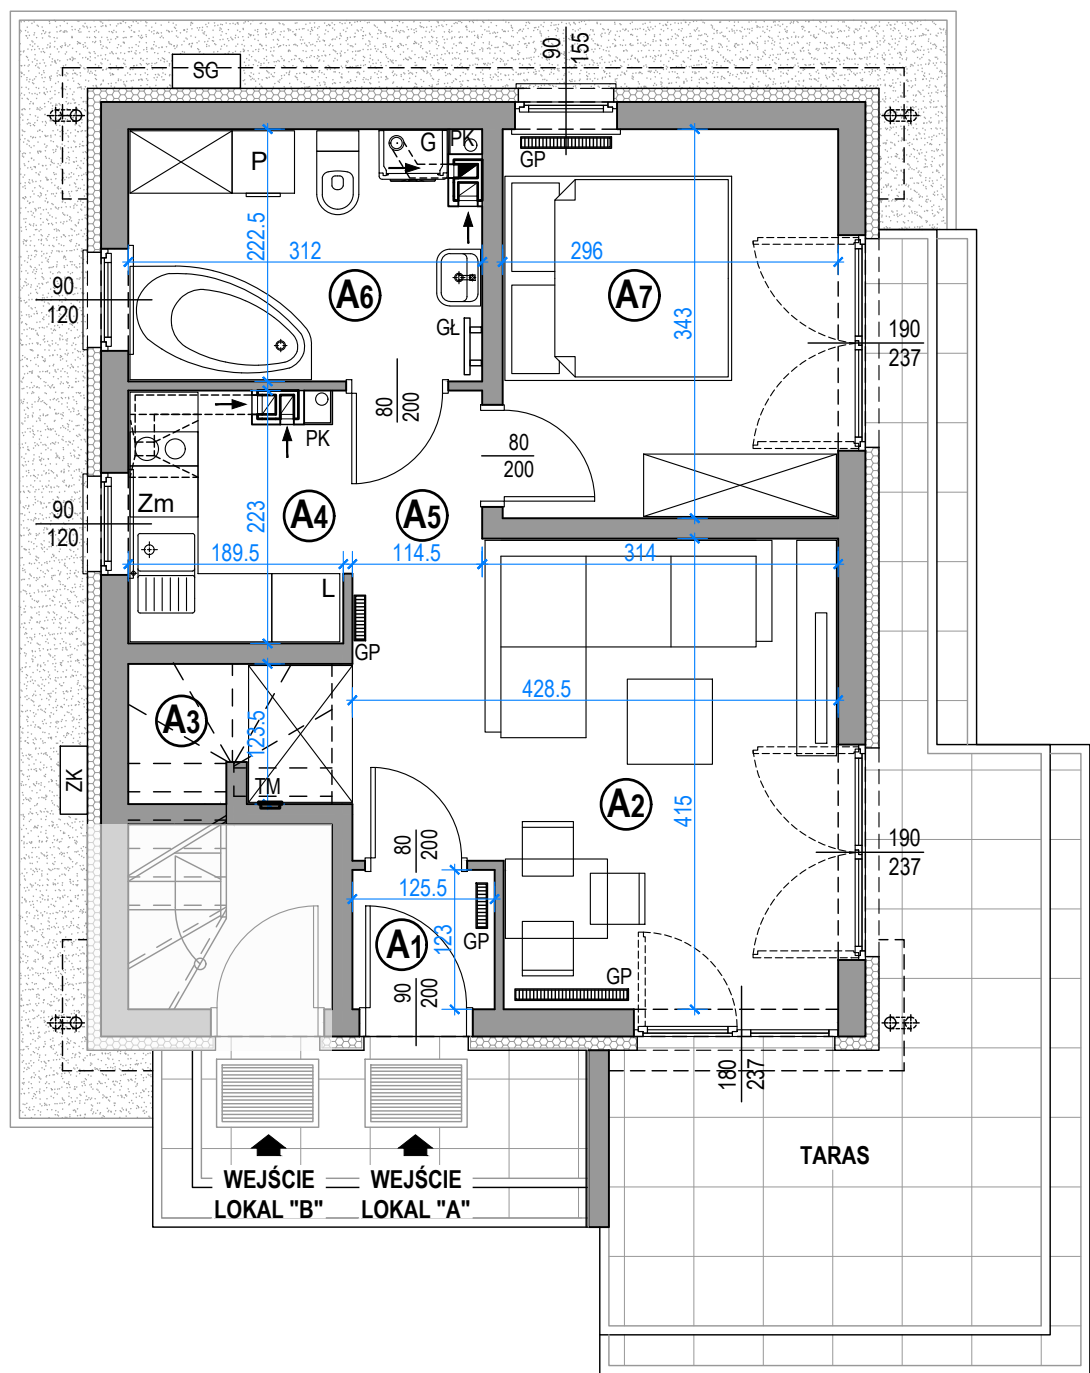 SG
90
155
P
G
PK
GP
222.5
312
296
A6
A7
343
90
120
GŁ
190
237
80
200
PK
80
200
Zm
A4
A5
90
120
223
189.5
114.5
314
L
GP
428.5
A3
123.5
ZK
TM
A2
415
80
200
190
237
125.5
A1
123
GP
90
200
GP
180
237
TARAS
WEJŚCIE
LOKAL "B"
WEJŚCIE
LOKAL "A"